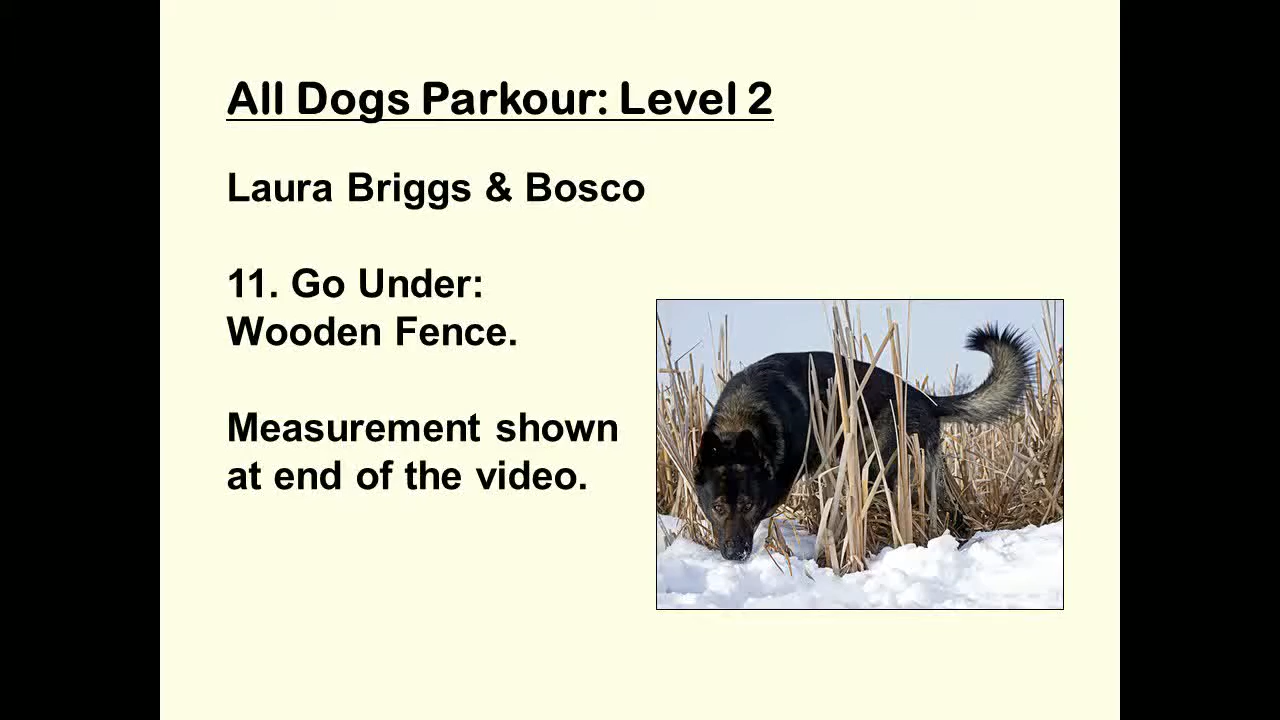 All Dogs Parkour: Level 2
Laura Briggs & Bosco
11. Go Under:
Wooden Fence.
Measurement shown
at end of the video.